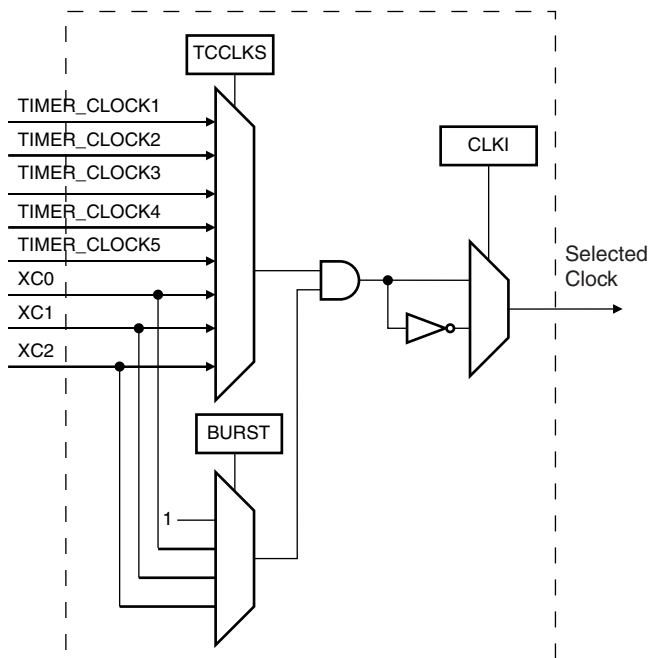 TCCLKS
TIMER_CLOCK1
TIMER_CLOCK2
TIMER_CLOCK3
TIMER_CLOCK4
TIMER_CLOCK5
XC0
XC1
XC2
CLKI
Selected
Clock
BURST
1